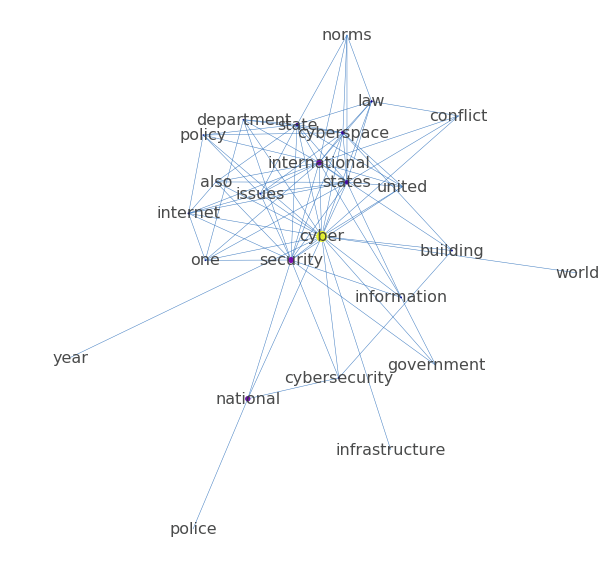 norms
law
conflict
department
state
policy
cyberspace
international
also
issues
states
united
internet
cyber
building
one
security
world
information
year
government
cybersecurity
national
infrastructure
police